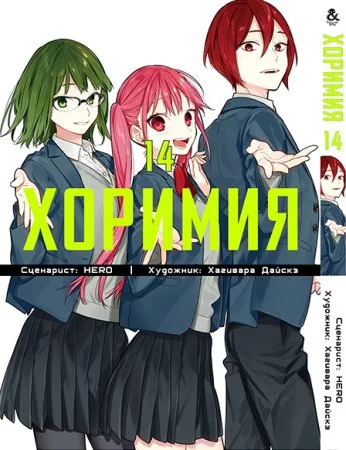 14
ХОРИМИЯ
Сценарист: HERO | Художник: Хагивара Дайскэ
ХОРИМИЯ
14
Сценарист: HERO
Художник: Хагивара Дайскэ